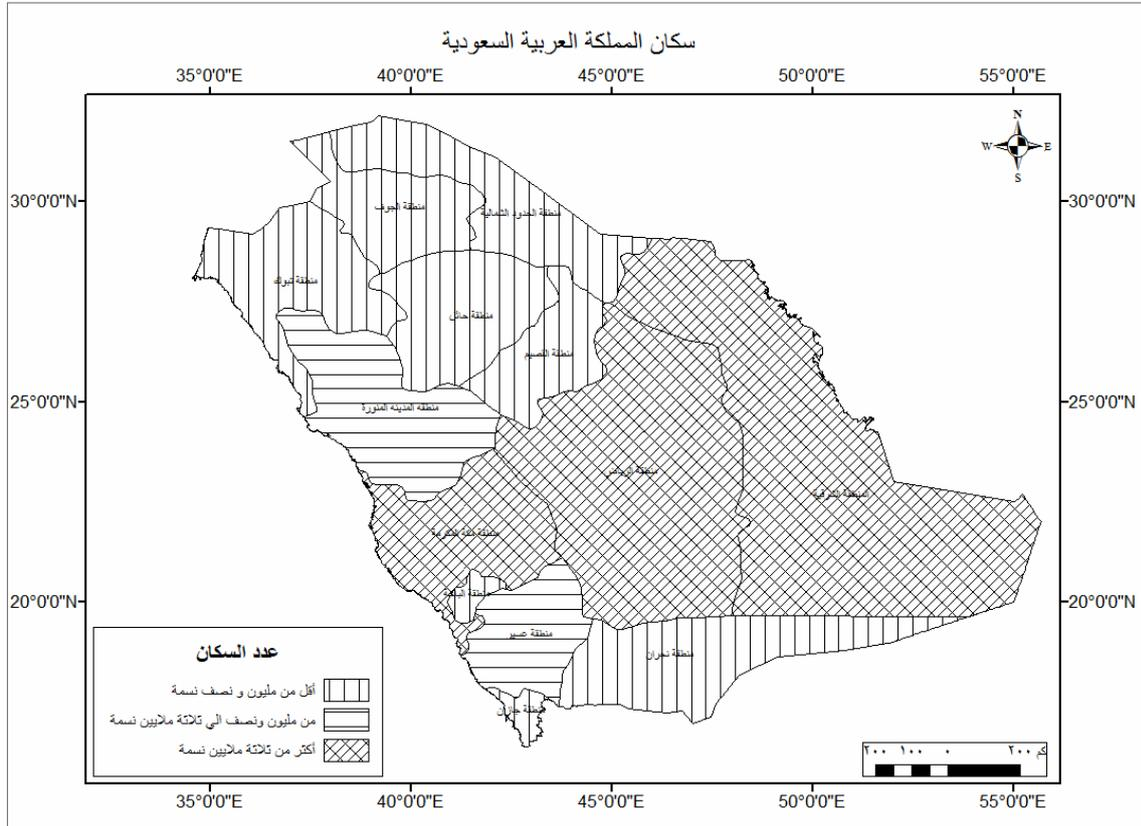 سكان المملكة العربية السعودية
35°0'0"E 40°0'0"E 45°0'0"E 50°0'0"E 55°0'0"E
N
W E
S
30°0'0"N 30°0'0"N
منطقة الجوف
منطقة الحدود الشمالية
منطقة تبوك
منطقة حائل
منطقة القصيم
25°0'0"N 25°0'0"N
منطقه المدينه المنورة
منطقة الرياض
المنطقة الشرقية
منطقة مكة المكرمة
20°0'0"N 20°0'0"N
منطقة الباحة
منطقة عسير
منطقة نجران
منطقة جازان
عدد السكان
أقل من مليون و نصف نسمة
من مليون ونصف الي ثلاثة ملايين نسمة
أكثر من ثلاثة ملايين نسمة
٢٠٠ ١٠٠ ٠ ٢٠٠ كم
35°0'0"E 40°0'0"E 45°0'0"E 50°0'0"E 55°0'0"E